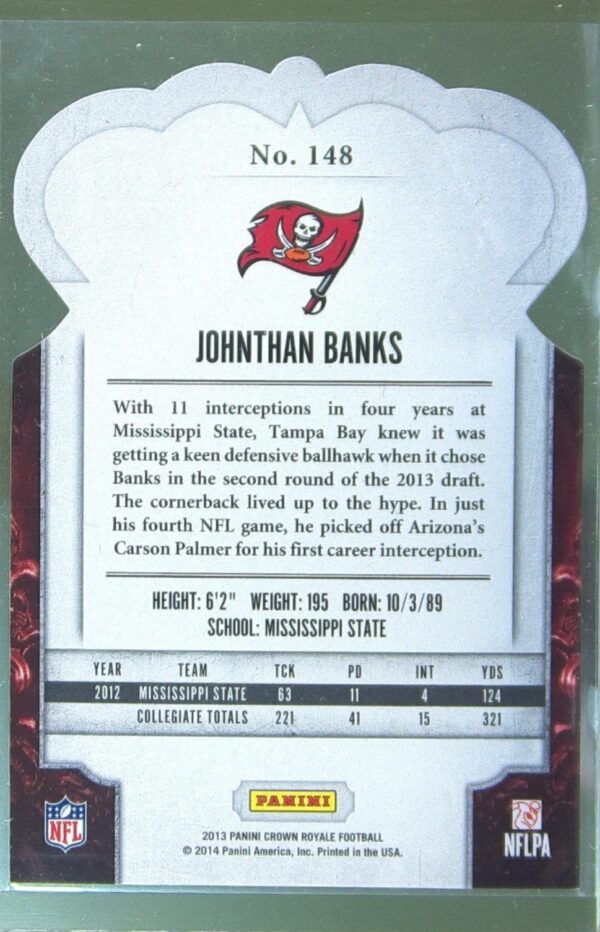 No. 148
JOHNTHAN BANKS
With 11 interceptions in four years at
Mississippi State, Tampa Bay knew it was
getting a keen defensive ballhawk when it chose
Banks in the second round of the 2013 draft.
The cornerback lived up to the hype. In just
his fourth NFL game, he picked off Arizona's
Carson Palmer for his first career interception.
HEIGHT: 6'2" WEIGHT: 195 BORN: 10/3/89
SCHOOL: MISSISSIPPI STATE
YEAR TEAM TCK PD INT YDS
2012 MISSISSIPPI STATE 63 11 4 124
COLLEGIATE TOTALS 221 41 15 321
PANINI
NFL
NFLPA
2013 PANINI CROWN ROYALE FOOTBALL
© 2014 Panini America, Inc. Printed in the USA.